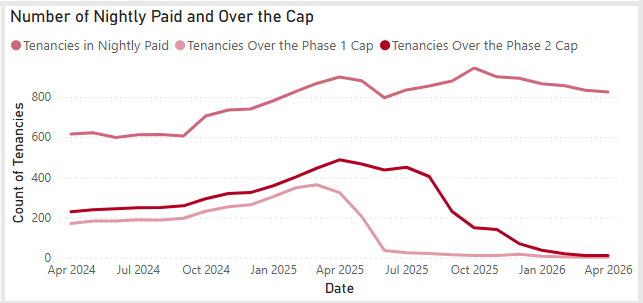 Number of Nightly Paid and Over the Cap
Tenancies in Nightly Paid Tenancies Over the Phase 1 Cap Tenancies Over the Phase 2 Cap
Count of Tenancies
800
600
400
200
0
Apr 2024 Jul 2024 Oct 2024 Jan 2025 Apr 2025 Jul 2025 Oct 2025 Jan 2026 Apr 2026
Date